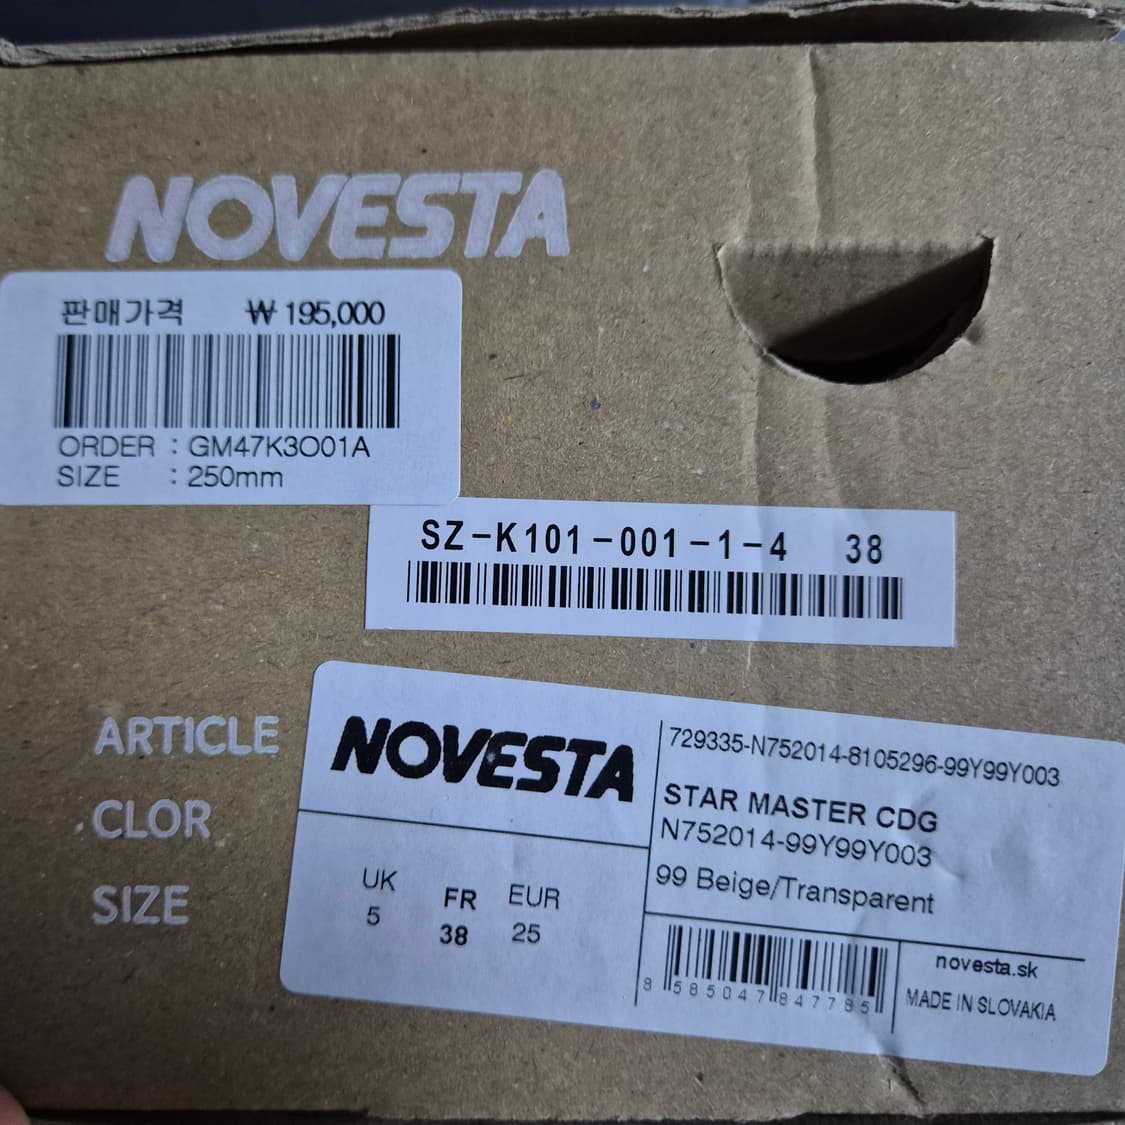 NOVESTA
판매가격 ₩ 195,000
ORDER : GM47K3O01A
SIZE : 250mm
SZ-K101-001-1-4 38
ARTICLE
CLOR
SIZE
NOVESTA
UK FR EUR
5 38 25
729335-N752014-8105296-99Y99Y003
STAR MASTER CDG
N752014-99Y99Y003
99 Beige/Transparent
8 585047 847785
novesta.sk
MADE IN SLOVAKIA